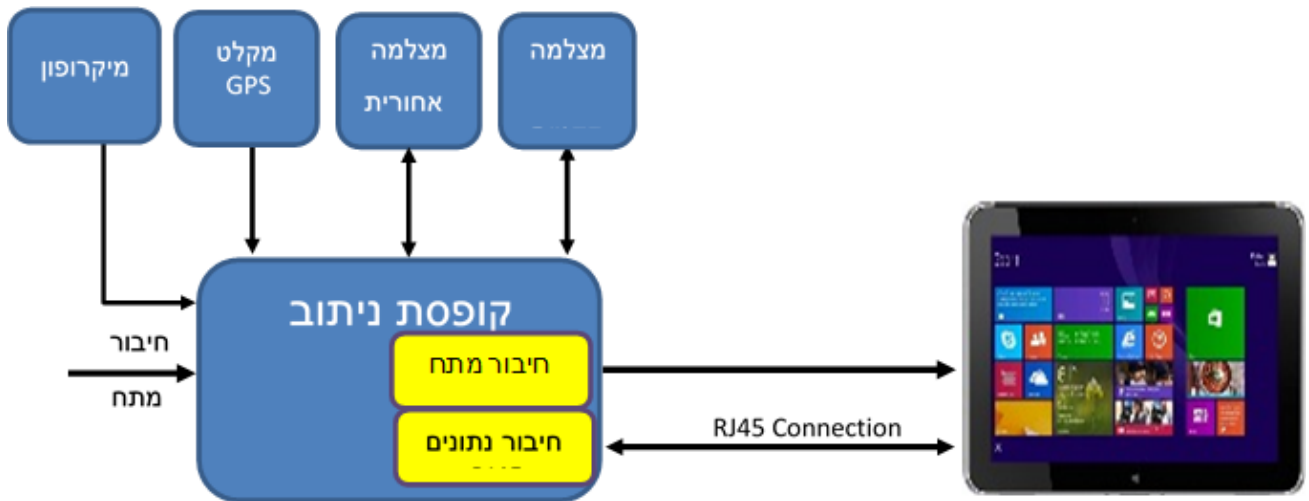 מיקרופון
מקלט
GPS
מצלמה
אחורית
מצלמה
קופסת ניתוב
חיבור
מתח
חיבור מתח
חיבור נתונים
RJ45 Connection